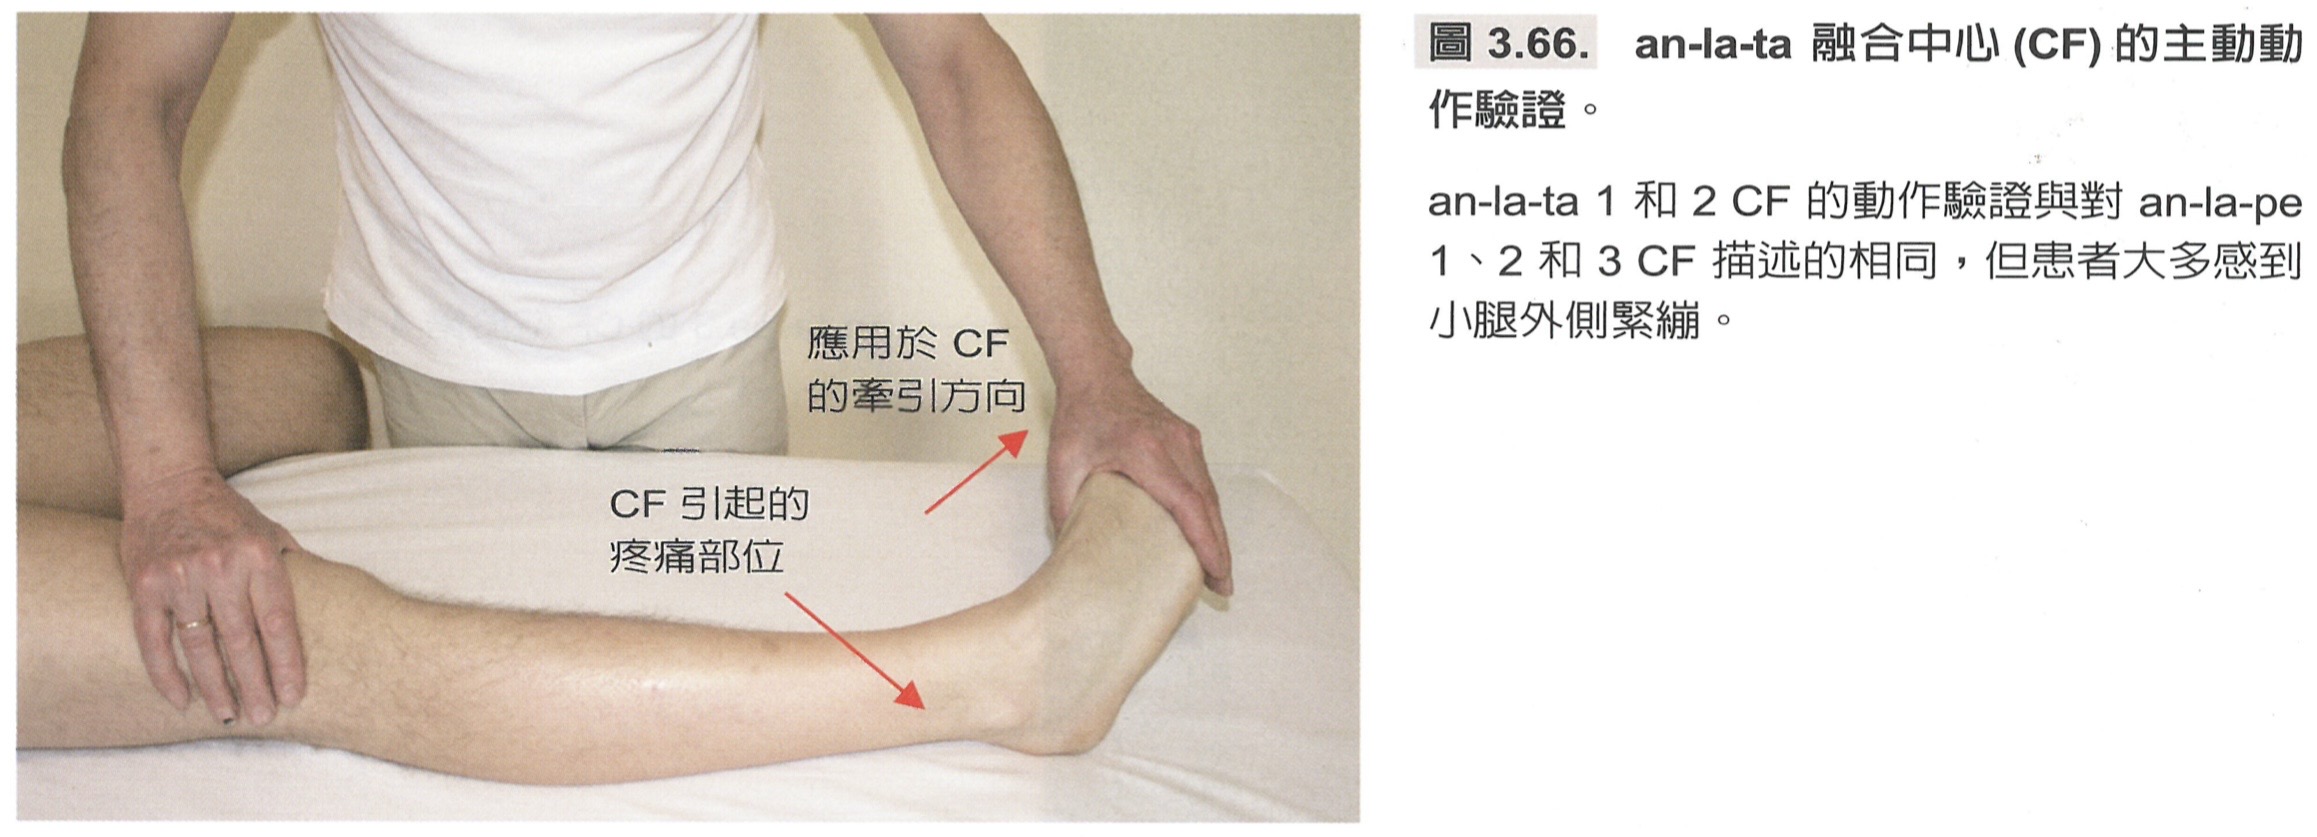 應用於 CF
的牽引方向
CF 引起的
疼痛部位
圖 3.66. an-la-ta 融合中心 (CF) 的主動動
作驗證。
an-la-ta 1 和 2 CF 的動作驗證與對 an-la-pe
1、2 和 3 CF 描述的相同，但患者大多感到
小腿外側緊繃。